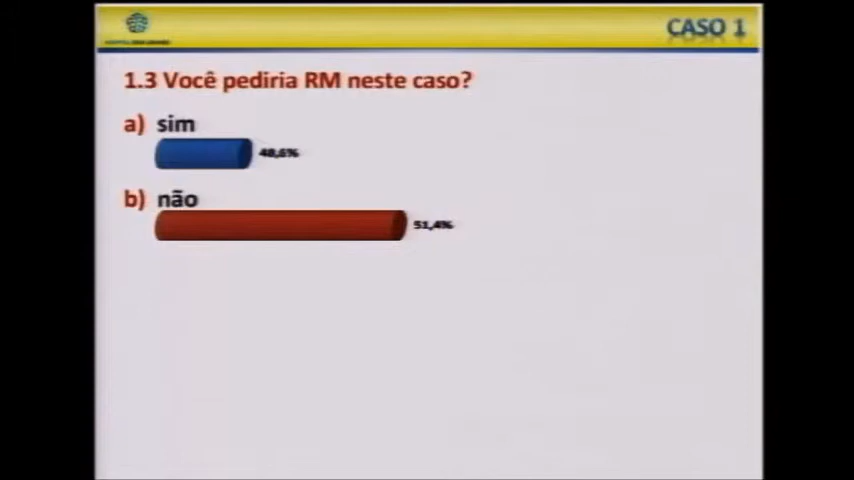 CASO 1
1.3 Você pediria RM neste caso?
a) sim
48,6%
b) não
51,4%